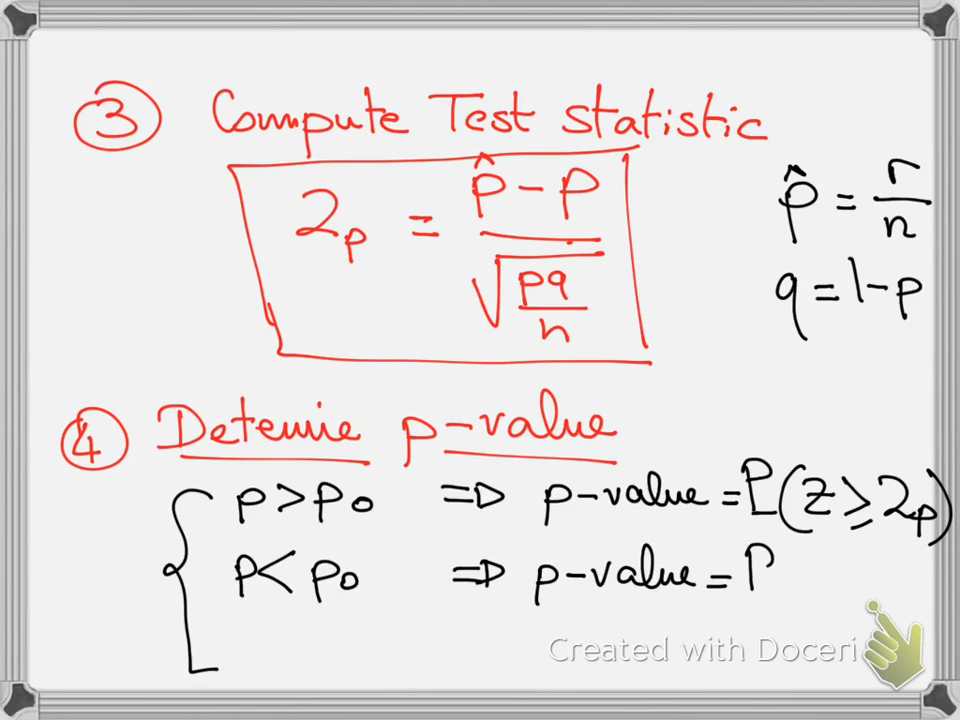 ③ Compute Test statistic
z_p = (p̂ - p) / √(pq/n)
p̂ = r/n
q = 1-p
④ Detemie p-value
p > p₀ ⇒ p-value = P(z ≥ z_p)
p < p₀ ⇒ p-value = P
Created with Doceri